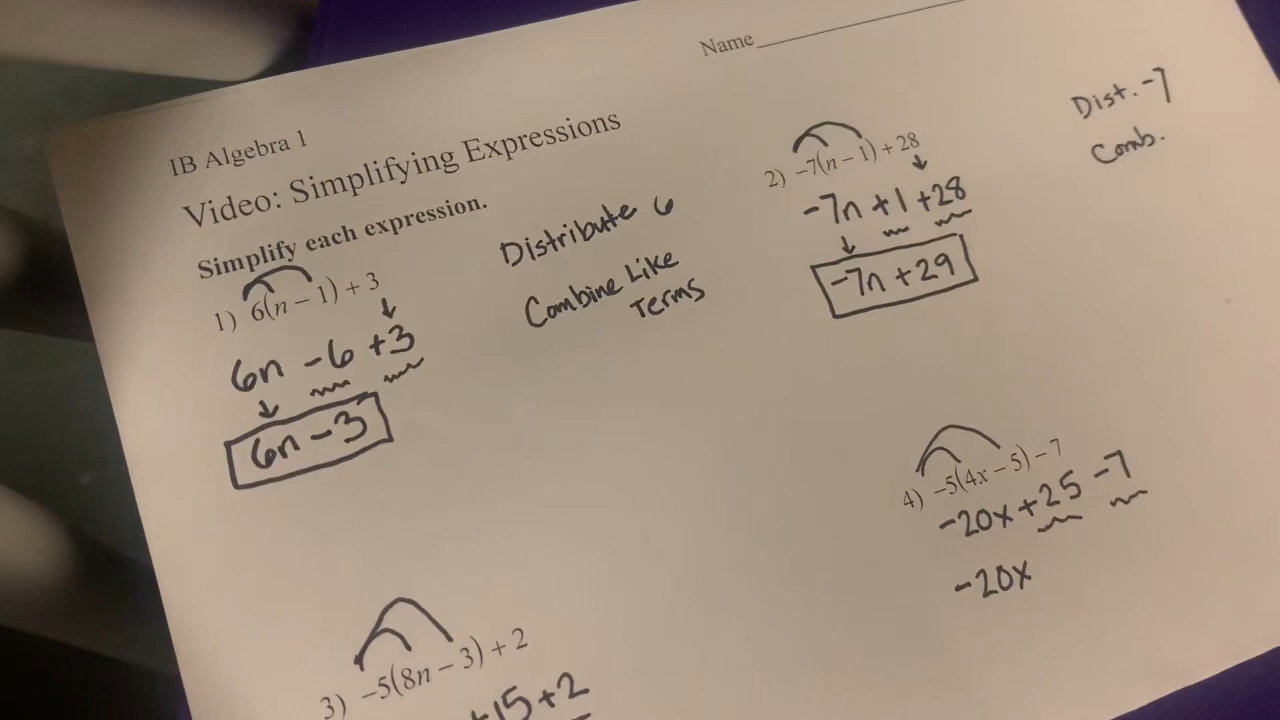 Name
IB Algebra 1
Video: Simplifying Expressions
Simplify each expression.
1) 6(n − 1) + 3
6n − 6 + 3
6n − 3
Distribute 6
Combine Like
Terms
2) −7(n − 1) + 28
−7n + 1 + 28
−7n + 29
Dist. −7
Comb.
3) −5(8n − 3) + 2
+15 + 2
4) −5(4x − 5) − 7
−20x + 25 − 7
−20x